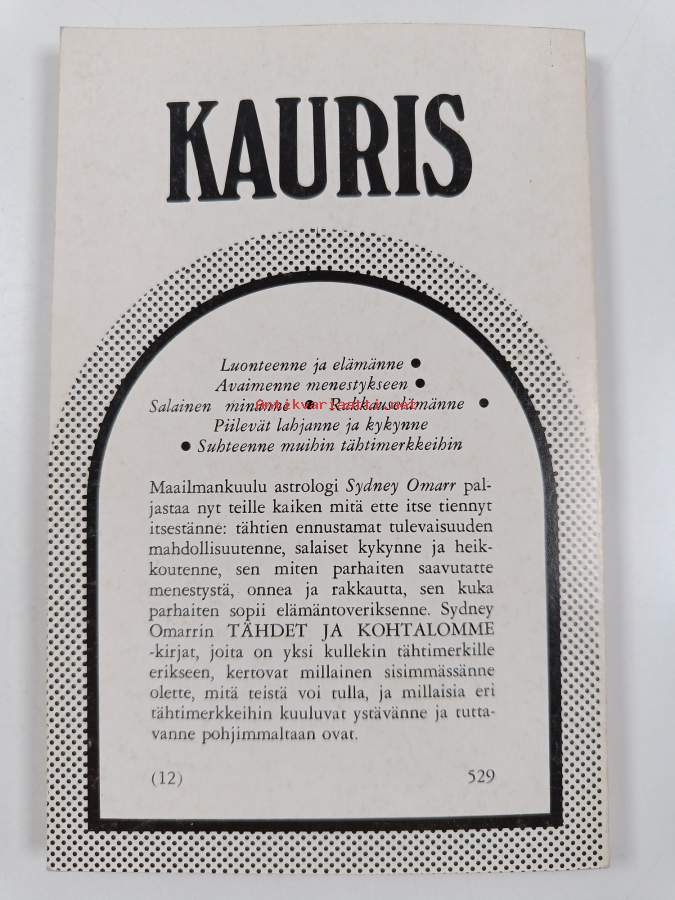 KAURIS
Luonteenne ja elämänne ●
Avaimenne menestykseen ●
Salainen minänne ● Rakkauselämänne ●
Antikvariaatti.net
Piilevät lahjanne ja kykynne
● Suhteenne muihin tähtimerkkeihin
Maailmankuulu astrologi Sydney Omarr pal-
jastaa nyt teille kaiken mitä ette itse tiennyt
itsestänne: tähtien ennustamat tulevaisuuden
mahdollisuutenne, salaiset kykynne ja heik-
koutenne, sen miten parhaiten saavutatte
menestystä, onnea ja rakkautta, sen kuka
parhaiten sopii elämäntoveriksenne. Sydney
Omarrin TÄHDET JA KOHTALOMME
-kirjat, joita on yksi kullekin tähtimerkille
erikseen, kertovat millainen sisimmässänne
olette, mitä teistä voi tulla, ja millaisia eri
tähtimerkkeihin kuuluvat ystävänne ja tutta-
vanne pohjimmaltaan ovat.
(12) 529